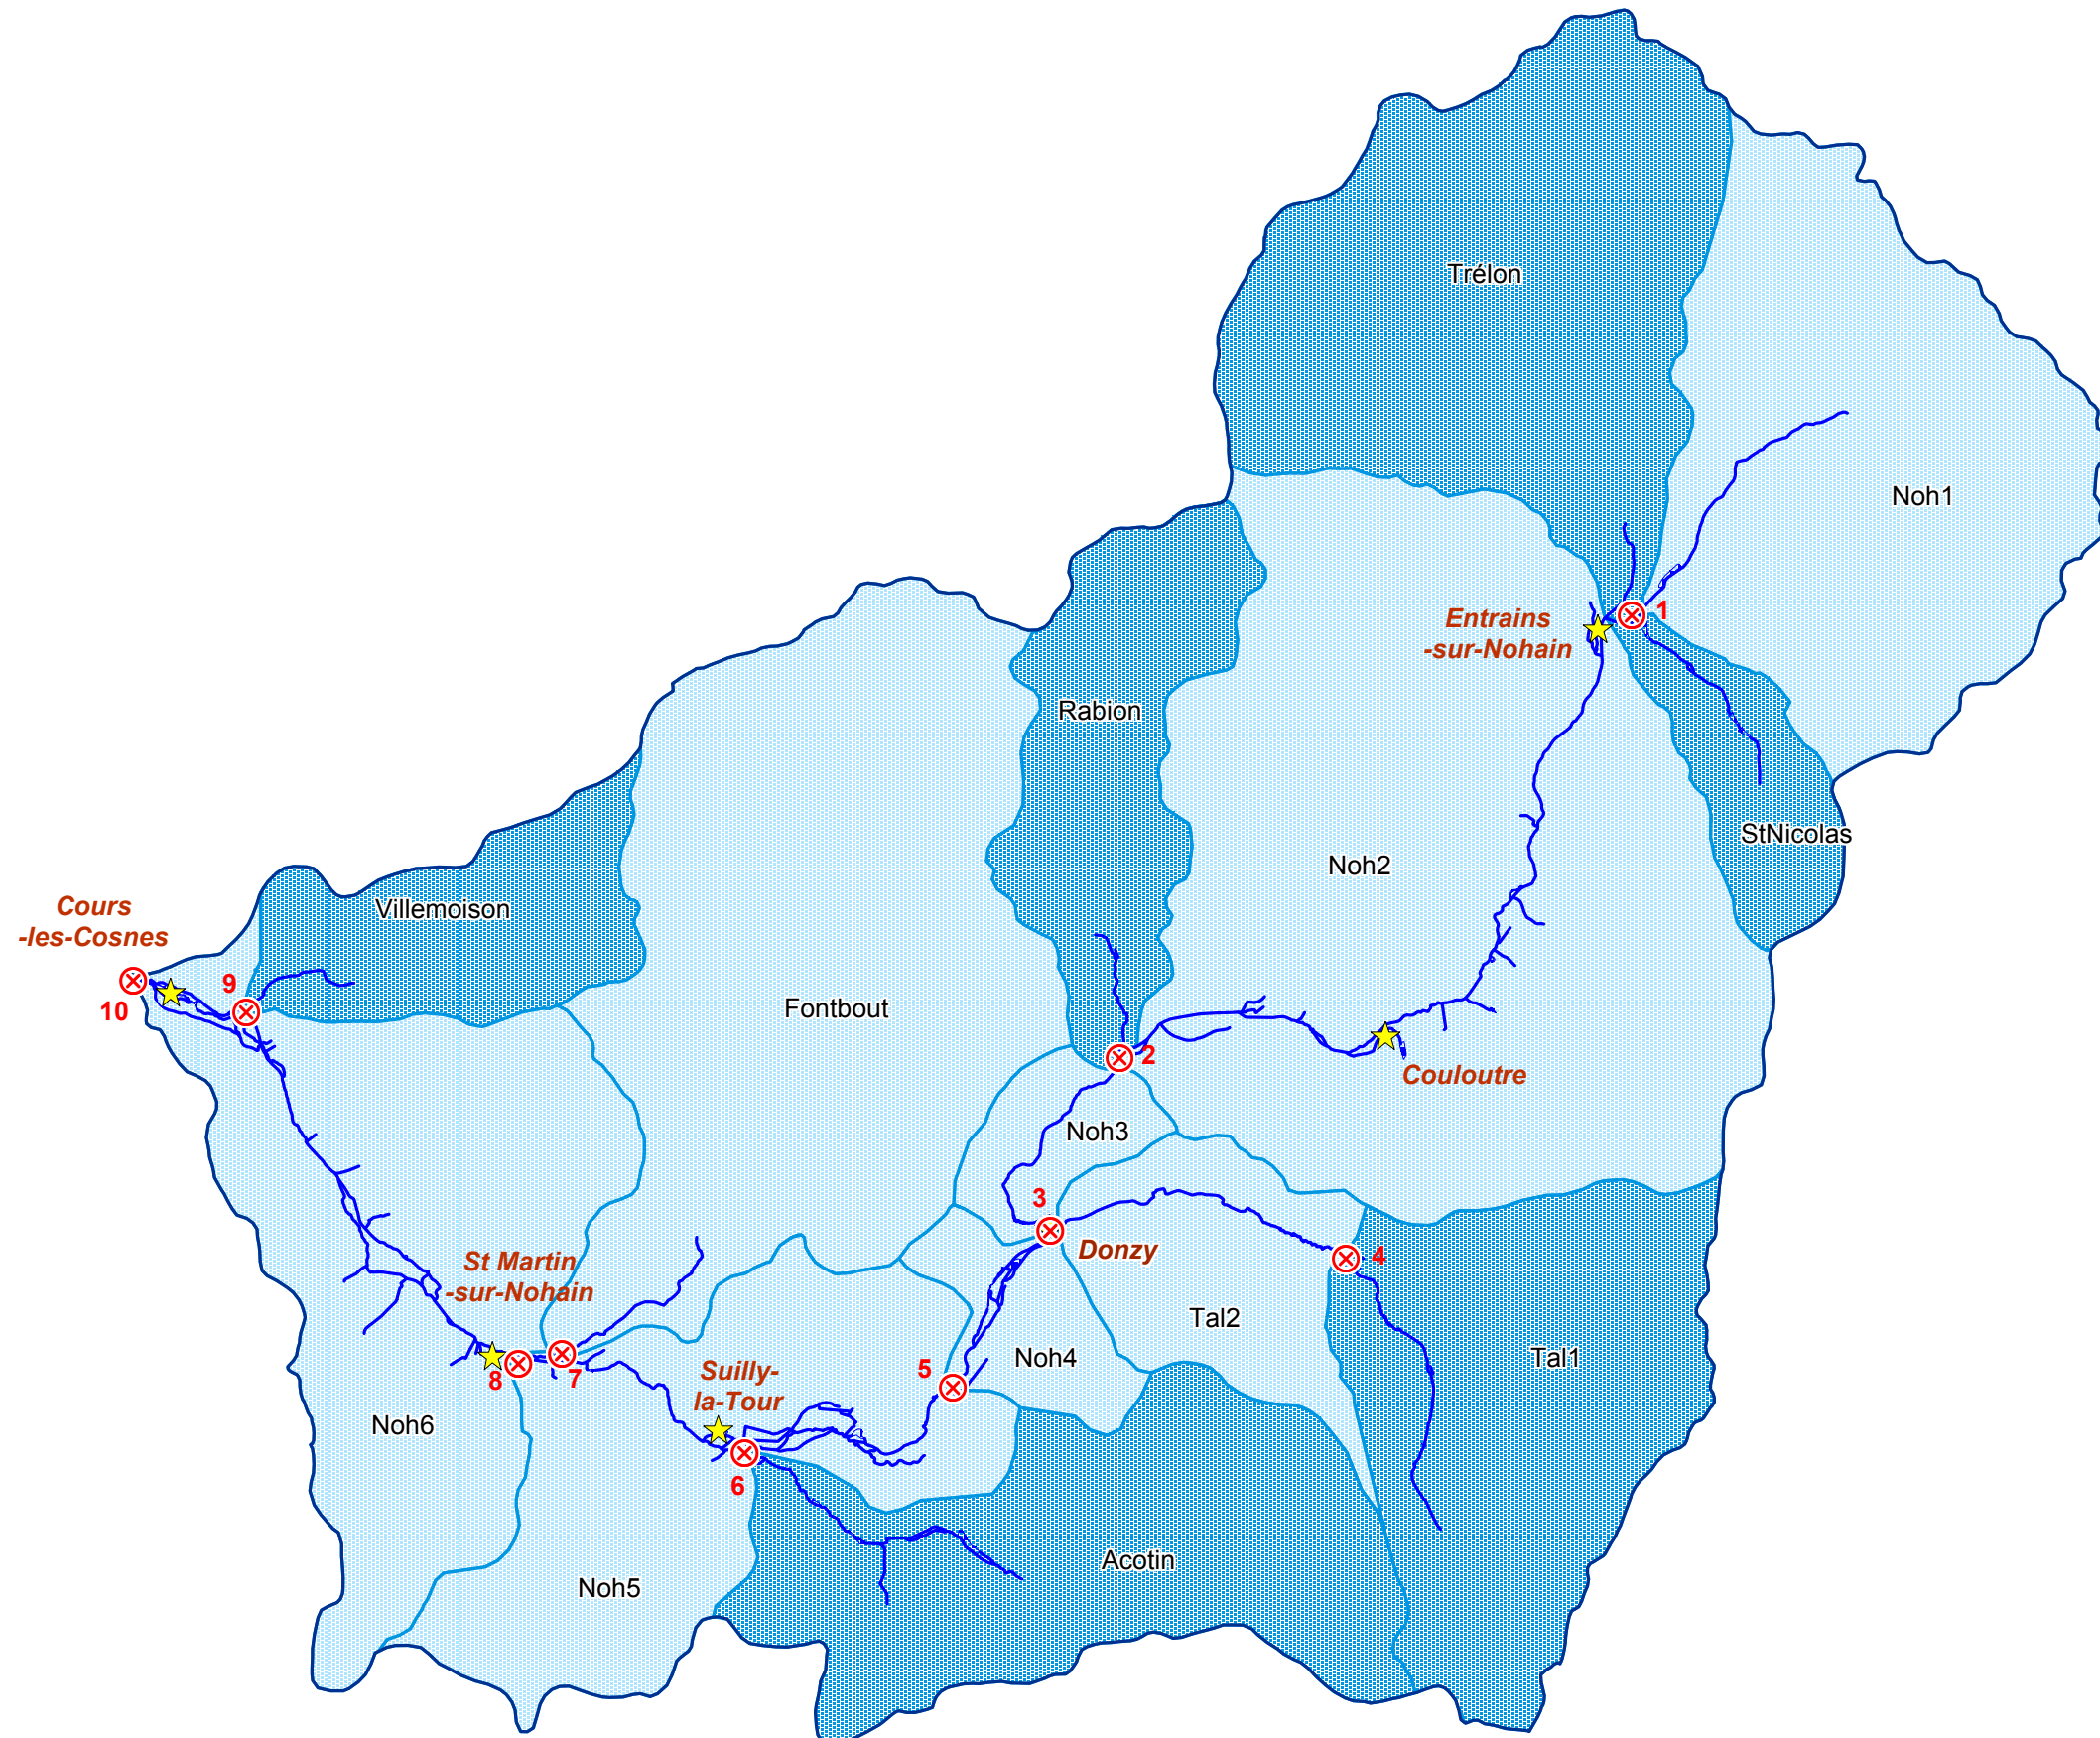 Trélon
Noh1
Entrains
-sur-Nohain
1
Rabion
StNicolas
Noh2
Cours
-les-Cosnes
Villemoison
9
10
Fontbout
2
Couloutre
Noh3
3
Donzy
4
St Martin
-sur-Nohain
Tal2
Noh4
Tal1
5
Suilly-
la-Tour
8
7
Noh6
6
Acotin
Noh5